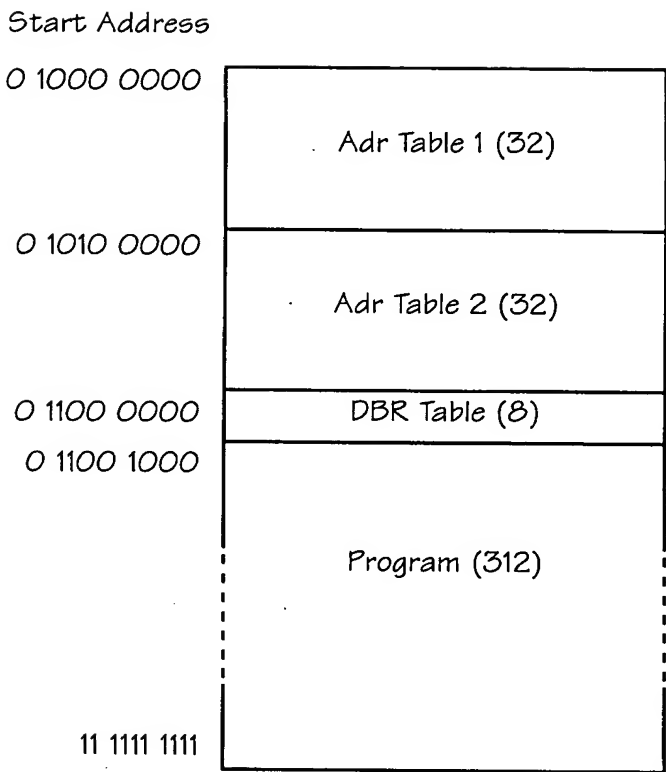 Start Address
0 1000 0000
Adr Table 1 (32)
0 1010 0000
Adr Table 2 (32)
0 1100 0000
DBR Table (8)
0 1100 1000
Program (312)
11 1111 1111